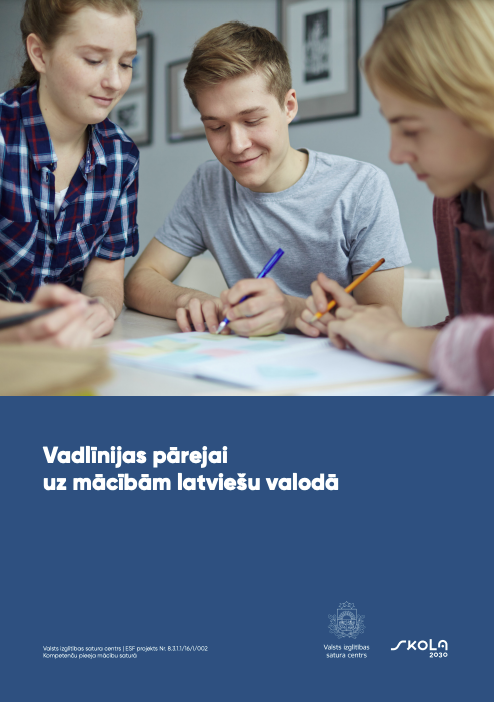 Vadlīnijas pārejai
uz mācībām latviešu valodā
Valsts izglītības satura centrs | ESF projekts Nr. 8.3.1.1/16/I/002
Kompetenču pieeja mācību saturā
Valsts izglītības
satura centrs
SKOLA
2030